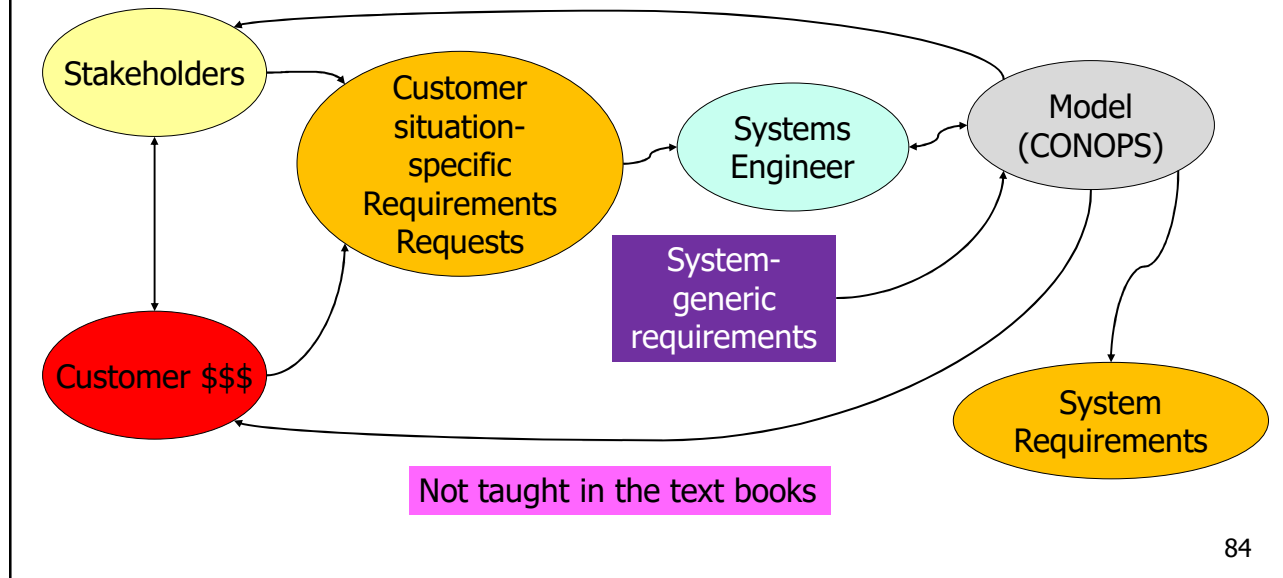 Stakeholders
Customer
situation-
specific
Requirements
Requests
Systems
Engineer
Model
(CONOPS)
System-
generic
requirements
Customer $$$
System
Requirements
Not taught in the text books
84